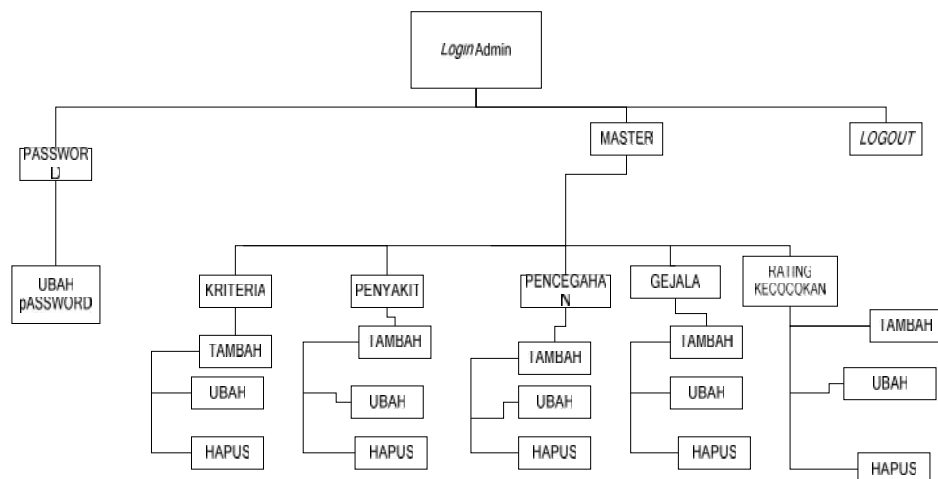 Login Admin
PASSWOR
D
MASTER
LOGOUT
UBAH
pASSWORD
KRITERIA
PENYAKIT
PENCEGAHA
N
GEJALA
RATING
KECOCOKAN
TAMBAH
UBAH
HAPUS
TAMBAH
UBAH
HAPUS
TAMBAH
UBAH
HAPUS
TAMBAH
UBAH
HAPUS
TAMBAH
UBAH
HAPUS